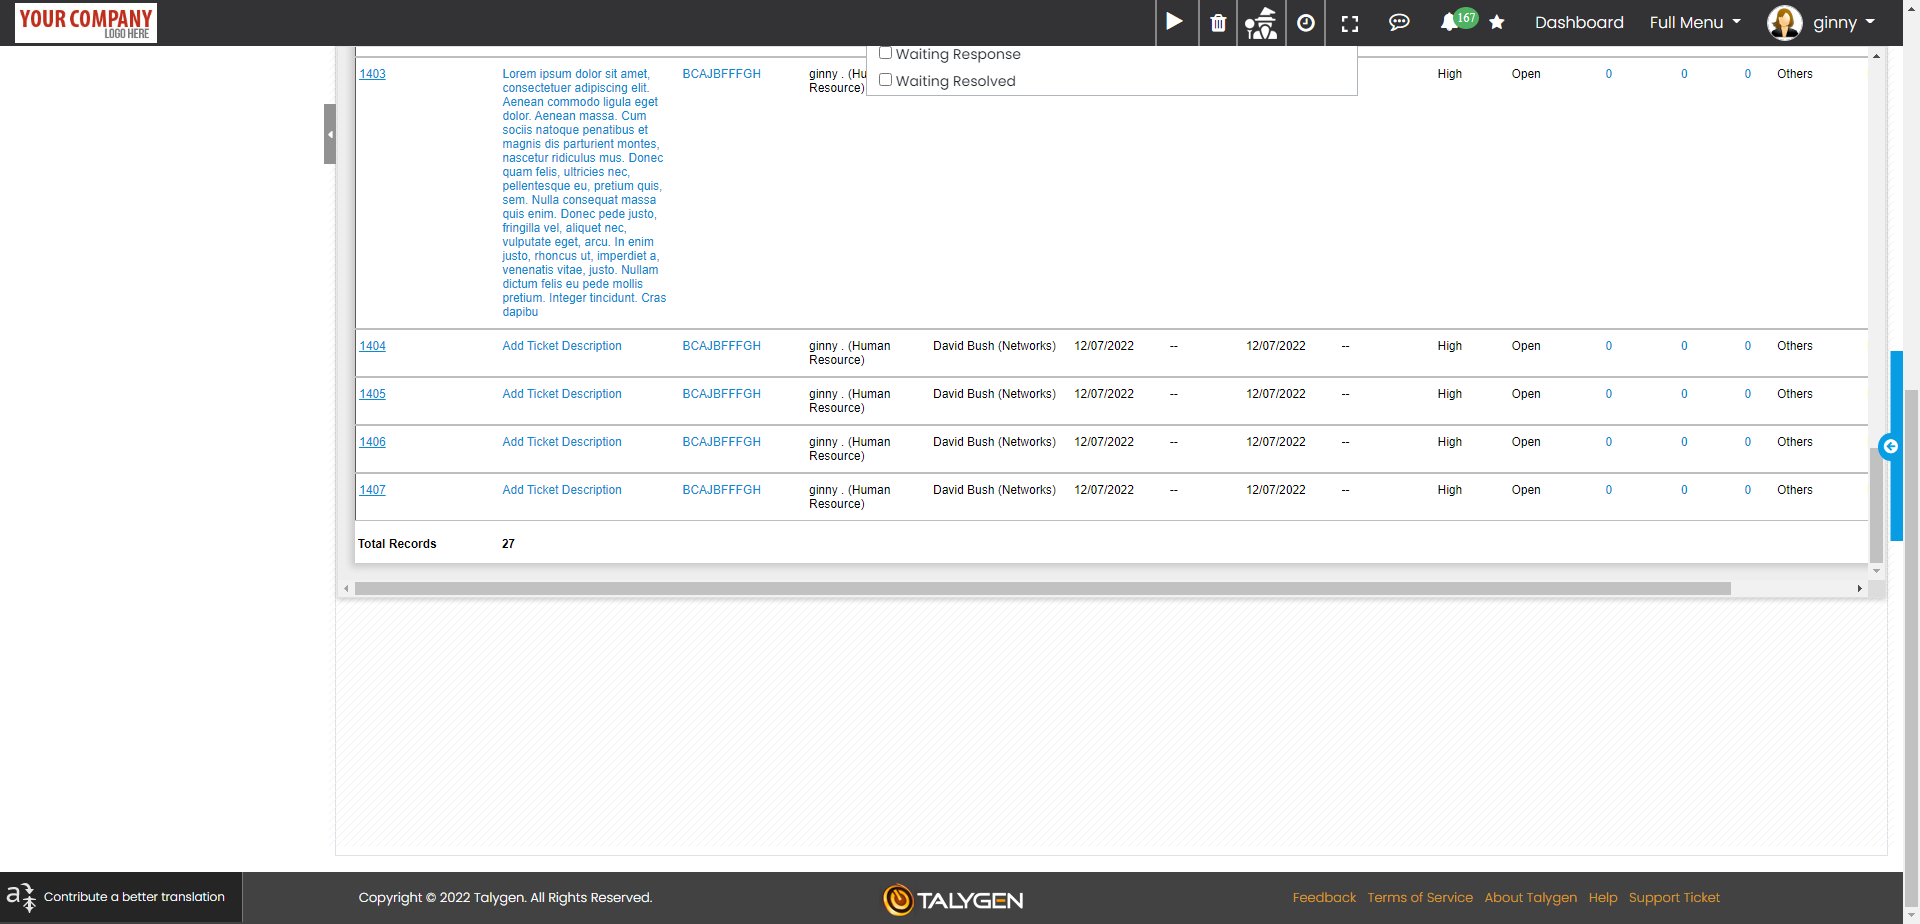 YOUR COMPANY
LOGO HERE
167
Dashboard
Full Menu
ginny
Waiting Response
Waiting Resolved
1403 Lorem ipsum dolor sit amet, BCAJBFFFGH ginny . (Hu High Open 0 0 0 Others
consectetuer adipiscing elit. Resource)
Aenean commodo ligula eget
dolor. Aenean massa. Cum
sociis natoque penatibus et
magnis dis parturient montes,
nascetur ridiculus mus. Donec
quam felis, ultricies nec,
pellentesque eu, pretium quis,
sem. Nulla consequat massa
quis enim. Donec pede justo,
fringilla vel, aliquet nec,
vulputate eget, arcu. In enim
justo, rhoncus ut, imperdiet a,
venenatis vitae, justo. Nullam
dictum felis eu pede mollis
pretium. Integer tincidunt. Cras
dapibu
1404 Add Ticket Description BCAJBFFFGH ginny . (Human David Bush (Networks) 12/07/2022 -- 12/07/2022 -- High Open 0 0 0 Others
Resource)
1405 Add Ticket Description BCAJBFFFGH ginny . (Human David Bush (Networks) 12/07/2022 -- 12/07/2022 -- High Open 0 0 0 Others
Resource)
1406 Add Ticket Description BCAJBFFFGH ginny . (Human David Bush (Networks) 12/07/2022 -- 12/07/2022 -- High Open 0 0 0 Others
Resource)
1407 Add Ticket Description BCAJBFFFGH ginny . (Human David Bush (Networks) 12/07/2022 -- 12/07/2022 -- High Open 0 0 0 Others
Resource)
Total Records 27
Contribute a better translation
Copyright © 2022 Talygen. All Rights Reserved.
TALYGEN
Feedback Terms of Service About Talygen Help Support Ticket